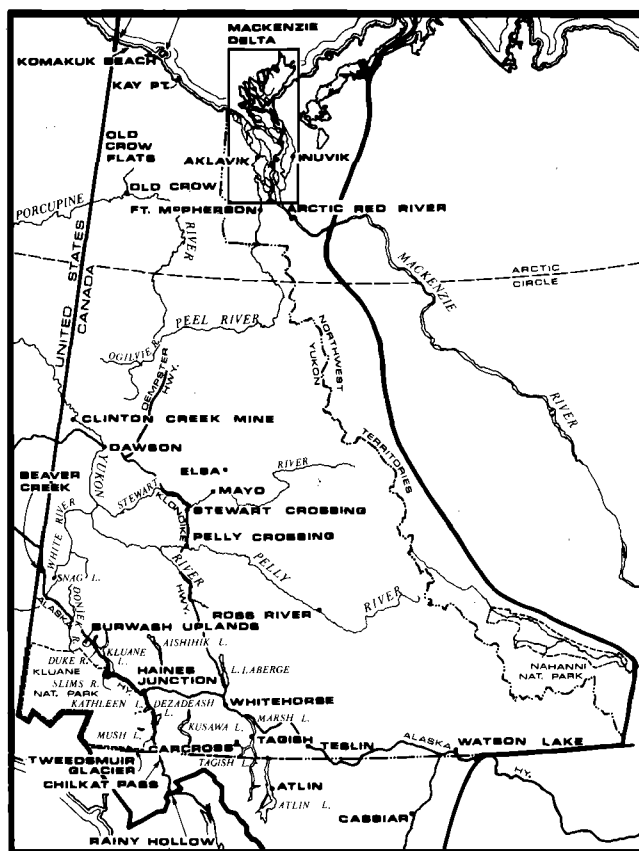 MACKENZIE
DELTA
KOMAKUK BEACH
KAY PT.
OLD
CROW
FLATS
AKLAVIK
INUVIK
OLD CROW
PORCUPINE
RIVER
FT. McPHERSON
ARCTIC RED RIVER
UNITED STATES
CANADA
MACKENZIE
RIVER
ARCTIC
CIRCLE
PEEL RIVER
NORTHWEST
TERRITORIES
YUKON
OGILVIE R.
DEMPSTER
HWY.
CLINTON CREEK MINE
DAWSON
BEAVER
CREEK
YUKON
ELSA
RIVER
MAYO
STEWART
KLONDIKE
STEWART CROSSING
PELLY CROSSING
WHITE RIVER
RIVER
HWY.
PELLY
RIVER
SNAG L.
DONJEK R.
ALASKA
HY.
ROSS RIVER
BURWASH UPLANDS
AISHIHIK L.
KLUANE
L.
DUKE R.
KLUANE
NAT. PARK
SLIMS R.
HAINES
JUNCTION
L. LABERGE
NAHANNI
NAT. PARK
KATHLEEN L.
DEZADEASH
L.
WHITEHORSE
MARSH L.
MUSH L.
KUSAWA L.
CARCROSS
TAGISH
TESLIN
ALASKA
HY.
WATSON LAKE
TAGISH L.
TWEEDSMUIR
GLACIER
CHILKAT PASS
ATLIN
ATLIN L.
CASSIAR
RAINY HOLLOW